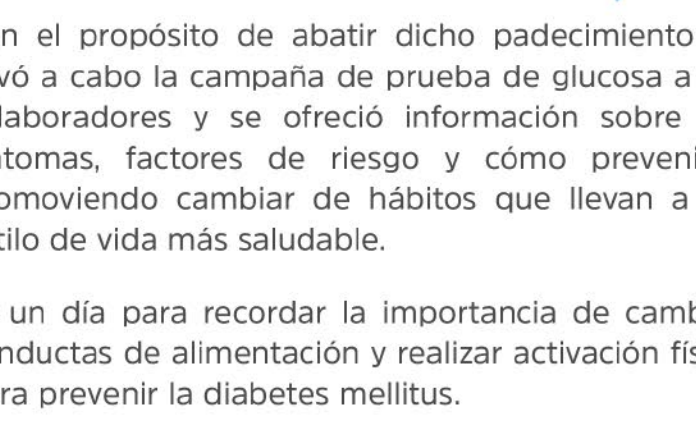 n el propósito de abatir dicho padecimiento
vó a cabo la campaña de prueba de glucosa a
laboradores y se ofreció información sobre
tomas, factores de riesgo y cómo preveni
omoviendo cambiar de hábitos que llevan a
tilo de vida más saludable.
un día para recordar la importancia de camb
nductas de alimentación y realizar activación fís
ra prevenir la diabetes mellitus.